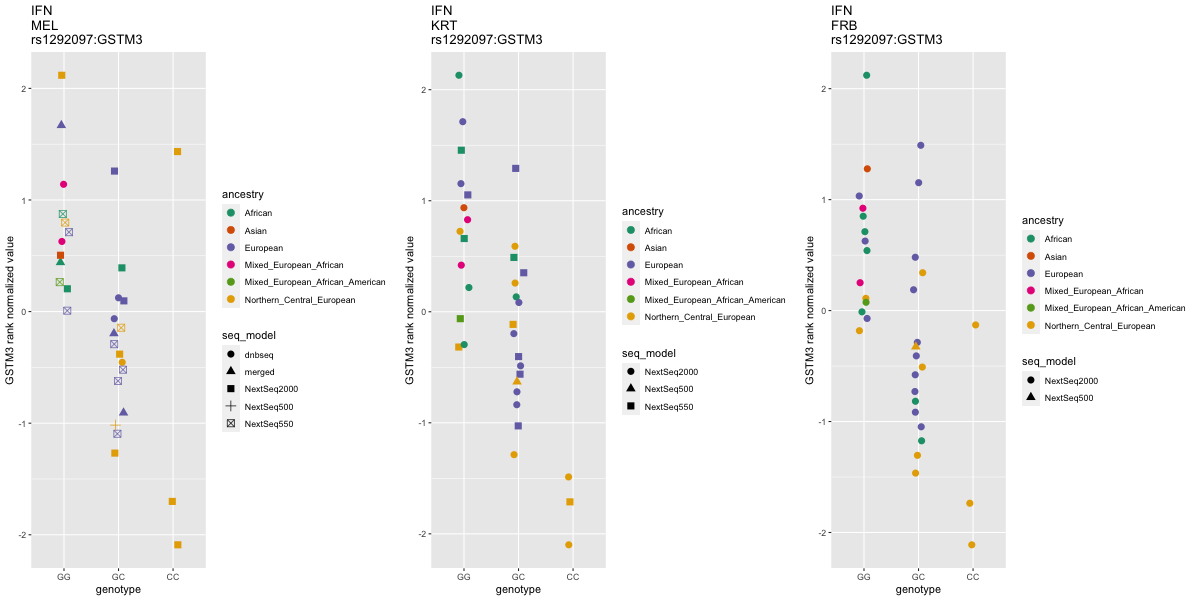 IFN
MEL
rs1292097:GSTM3
GSTM3 rank normalized value
2
1
0
-1
-2
GG
GC
CC
genotype
ancestry
African
Asian
European
Mixed_European_African
Mixed_European_African_American
Northern_Central_European
seq_model
dnbseq
merged
NextSeq2000
NextSeq500
NextSeq550
IFN
KRT
rs1292097:GSTM3
GSTM3 rank normalized value
2
1
0
-1
-2
GG
GC
CC
genotype
ancestry
African
Asian
European
Mixed_European_African
Mixed_European_African_American
Northern_Central_European
seq_model
NextSeq2000
NextSeq500
NextSeq550
IFN
FRB
rs1292097:GSTM3
GSTM3 rank normalized value
2
1
0
-1
-2
GG
GC
CC
genotype
ancestry
African
Asian
European
Mixed_European_African
Mixed_European_African_American
Northern_Central_European
seq_model
NextSeq2000
NextSeq500